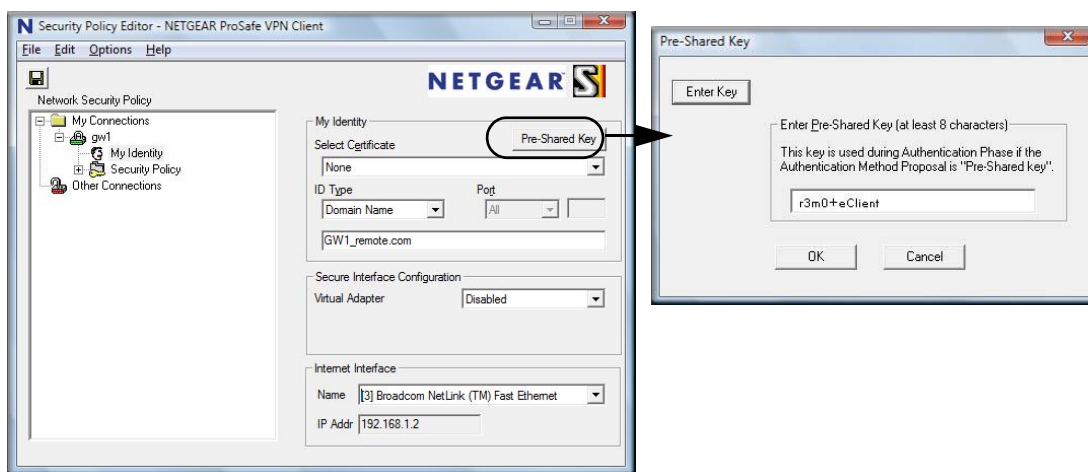 N Security Policy Editor - NETGEAR ProSafe VPN Client
File Edit Options Help
NETGEAR
Network Security Policy
My Connections
gw1
My Identity
Security Policy
Other Connections
My Identity
Pre-Shared Key
Select Certificate
None
ID Type Port
Domain Name All
GW1_remote.com
Secure Interface Configuration
Virtual Adapter Disabled
Internet Interface
Name [3] Broadcom NetLink (TM) Fast Ethernet
IP Addr 192.168.1.2
Pre-Shared Key
Enter Key
Enter Pre-Shared Key (at least 8 characters)
This key is used during Authentication Phase if the
Authentication Method Proposal is "Pre-Shared key".
r3m0+eClient
OK Cancel